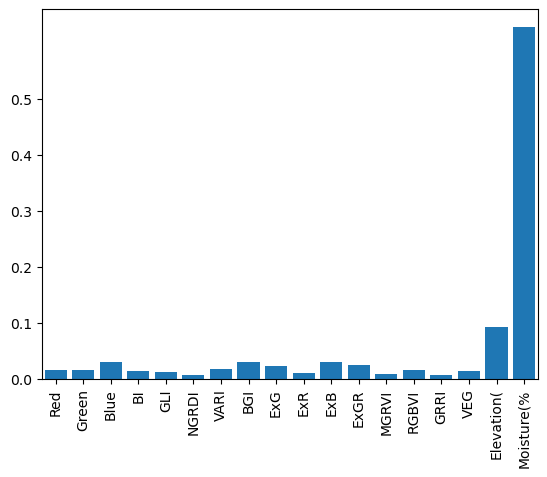 0.5
0.4
0.3
0.2
0.1
0.0
Red
Green
Blue
BI
GLI
NGRDI
VARI
BGI
ExG
ExR
ExB
ExGR
MGRVI
RGBVI
GRRI
VEG
Elevation(
Moisture(%